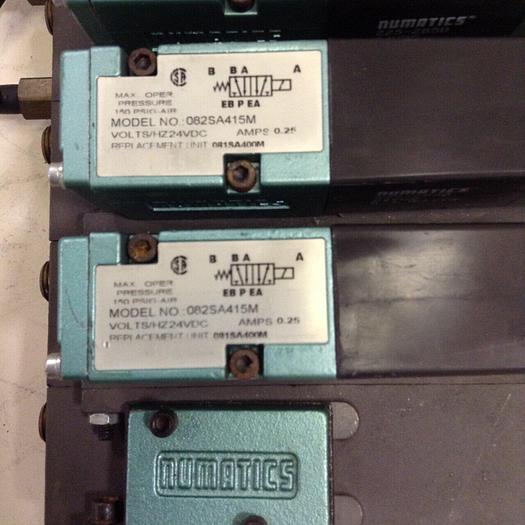 NUMATICS
B B A A
EB P EA
MAX. OPER
PRESSURE
150 PSIG-AIR
MODEL NO.:082SA415M
VOLTS/HZ24VDC AMPS 0.25
REPLACEMENT UNIT 081SA400M
NUMATICS
B B A A
EB P EA
MAX. OPER
PRESSURE
150 PSIG-AIR
MODEL NO.:082SA415M
VOLTS/HZ24VDC AMPS 0.25
REPLACEMENT UNIT 081SA400M
NUMATICS